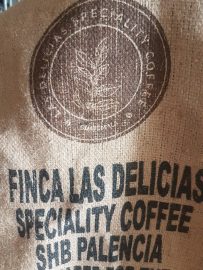 LAS DELICIAS SPECIALITY COFFEE
FINCA LAS DELICIAS
SPECIALITY COFFEE
SHB PALENCIA